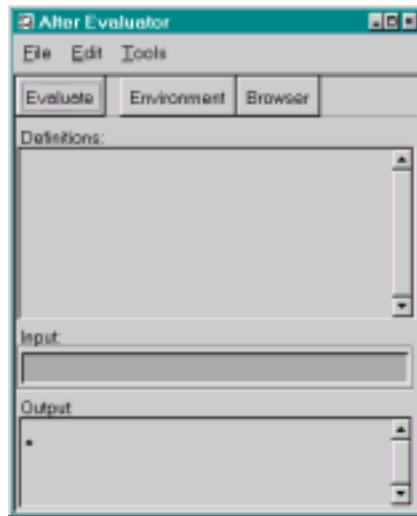 Alter Evaluator
File Edit Tools
Evaluate Environment Browser
Definitions:
Input:
Output